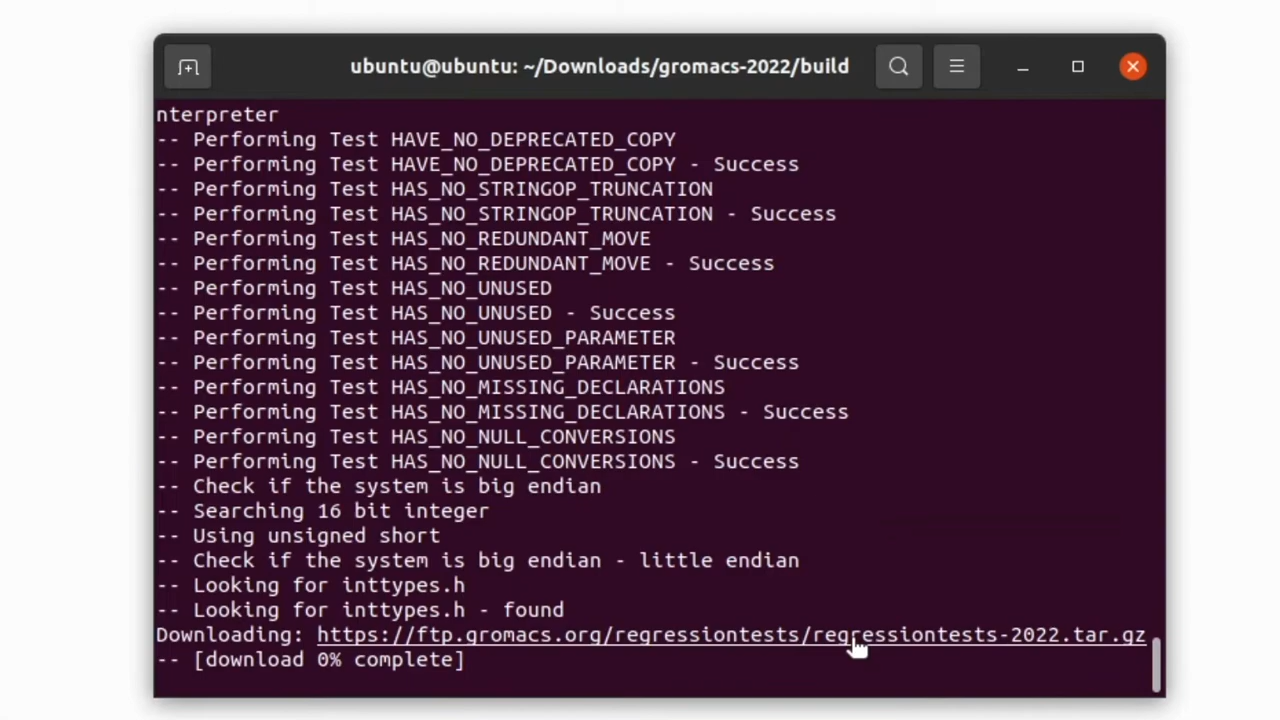 ubuntu@ubuntu: ~/Downloads/gromacs-2022/build
nterpreter
-- Performing Test HAVE_NO_DEPRECATED_COPY
-- Performing Test HAVE_NO_DEPRECATED_COPY - Success
-- Performing Test HAS_NO_STRINGOP_TRUNCATION
-- Performing Test HAS_NO_STRINGOP_TRUNCATION - Success
-- Performing Test HAS_NO_REDUNDANT_MOVE
-- Performing Test HAS_NO_REDUNDANT_MOVE - Success
-- Performing Test HAS_NO_UNUSED
-- Performing Test HAS_NO_UNUSED - Success
-- Performing Test HAS_NO_UNUSED_PARAMETER
-- Performing Test HAS_NO_UNUSED_PARAMETER - Success
-- Performing Test HAS_NO_MISSING_DECLARATIONS
-- Performing Test HAS_NO_MISSING_DECLARATIONS - Success
-- Performing Test HAS_NO_NULL_CONVERSIONS
-- Performing Test HAS_NO_NULL_CONVERSIONS - Success
-- Check if the system is big endian
-- Searching 16 bit integer
-- Using unsigned short
-- Check if the system is big endian - little endian
-- Looking for inttypes.h
-- Looking for inttypes.h - found
Downloading: https://ftp.gromacs.org/regressiontests/regressiontests-2022.tar.gz
-- [download 0% complete]